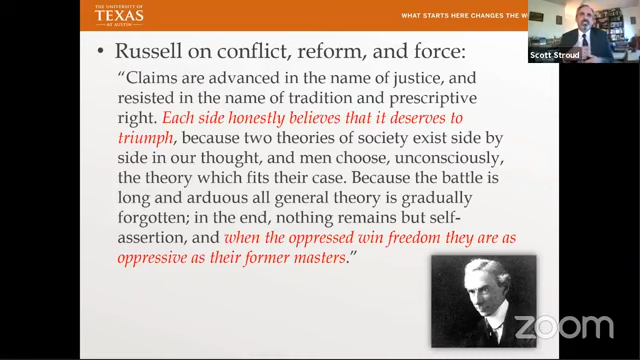 THE UNIVERSITY OF
TEXAS
AT AUSTIN
WHAT STARTS HERE CHANGES THE W
Scott Stroud
• Russell on conflict, reform, and force:
“Claims are advanced in the name of justice, and
resisted in the name of tradition and prescriptive
right. Each side honestly believes that it deserves to
triumph, because two theories of society exist side by
side in our thought, and men choose, unconsciously,
the theory which fits their case. Because the battle is
long and arduous all general theory is gradually
forgotten; in the end, nothing remains but self-
assertion, and when the oppressed win freedom they are as
oppressive as their former masters.”
zoom